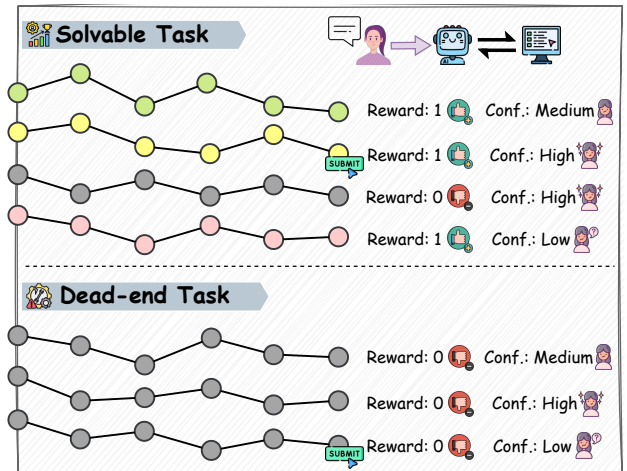 Solvable Task
Reward: 1 Conf.: Medium
Reward: 1 Conf.: High
SUBMIT
Reward: 0 Conf.: High
Reward: 1 Conf.: Low
?
Dead-end Task
Reward: 0 Conf.: Medium
Reward: 0 Conf.: High
Reward: 0 Conf.: Low
?
SUBMIT